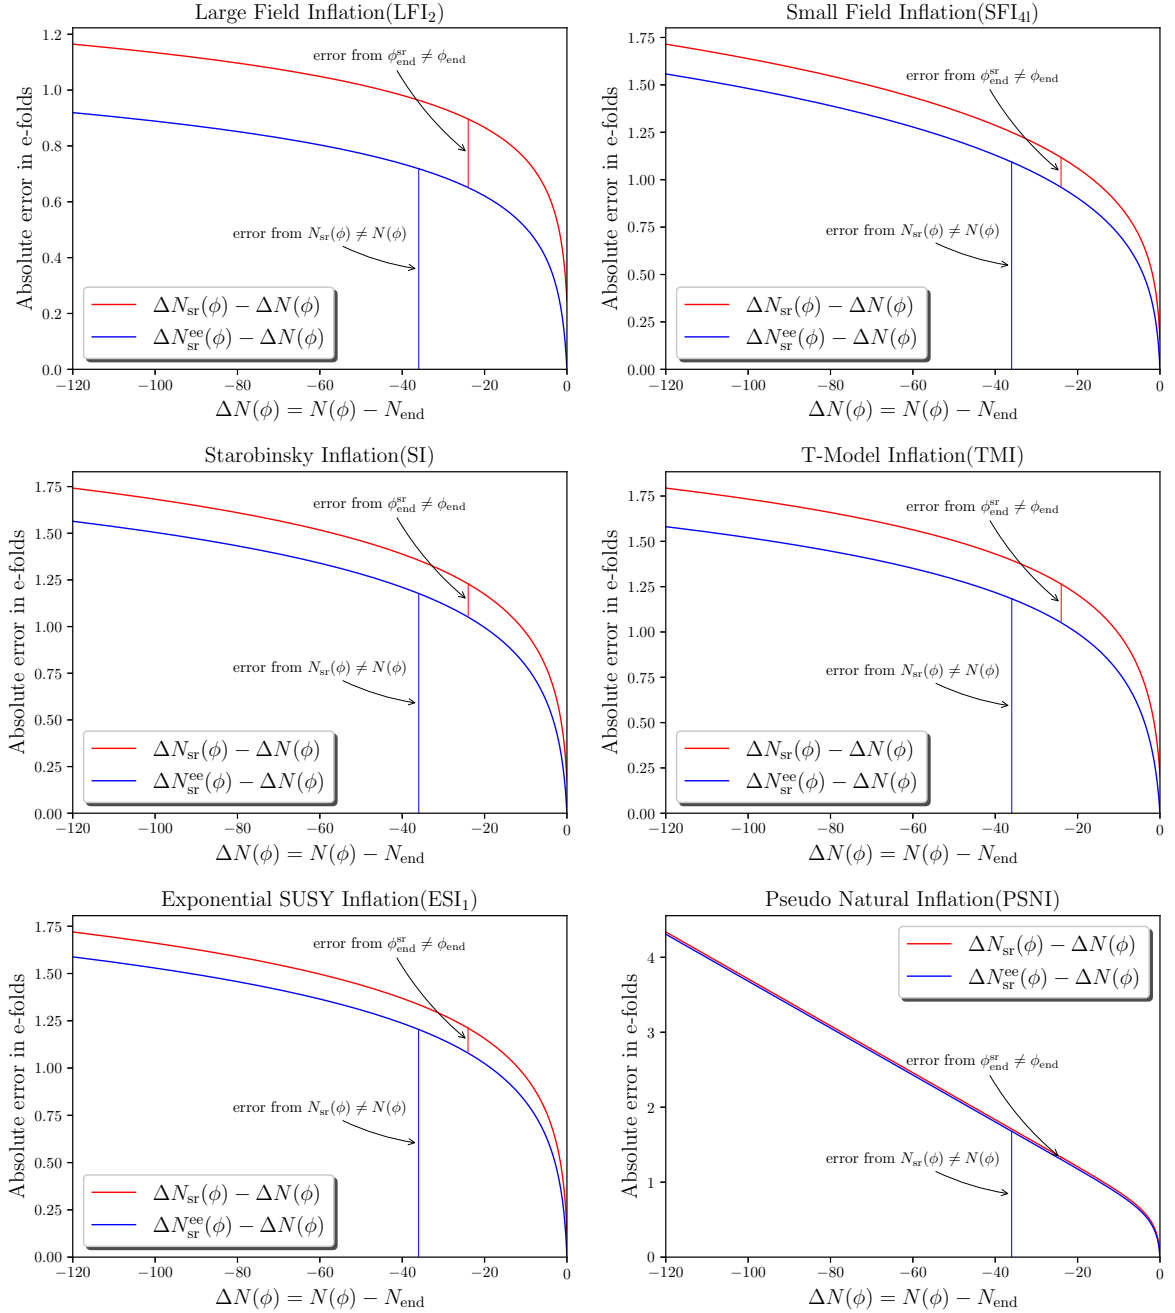 Large Field Inflation(LFI₂)
Absolute error in e-folds
1.2
1.0
0.8
0.6
0.4
0.2
0.0
error from ϕ_end^sr ≠ ϕ_end
error from N_sr(ϕ) ≠ N(ϕ)
ΔN_sr(ϕ) − ΔN(ϕ)
ΔN_sr^ee(ϕ) − ΔN(ϕ)
−120 −100 −80 −60 −40 −20 0
ΔN(ϕ) = N(ϕ) − N_end
Small Field Inflation(SFI_4l)
Absolute error in e-folds
1.75
1.50
1.25
1.00
0.75
0.50
0.25
0.00
error from ϕ_end^sr ≠ ϕ_end
error from N_sr(ϕ) ≠ N(ϕ)
ΔN_sr(ϕ) − ΔN(ϕ)
ΔN_sr^ee(ϕ) − ΔN(ϕ)
−120 −100 −80 −60 −40 −20 0
ΔN(ϕ) = N(ϕ) − N_end
Starobinsky Inflation(SI)
Absolute error in e-folds
1.75
1.50
1.25
1.00
0.75
0.50
0.25
0.00
error from ϕ_end^sr ≠ ϕ_end
error from N_sr(ϕ) ≠ N(ϕ)
ΔN_sr(ϕ) − ΔN(ϕ)
ΔN_sr^ee(ϕ) − ΔN(ϕ)
−120 −100 −80 −60 −40 −20 0
ΔN(ϕ) = N(ϕ) − N_end
T-Model Inflation(TMI)
Absolute error in e-folds
1.75
1.50
1.25
1.00
0.75
0.50
0.25
0.00
error from ϕ_end^sr ≠ ϕ_end
error from N_sr(ϕ) ≠ N(ϕ)
ΔN_sr(ϕ) − ΔN(ϕ)
ΔN_sr^ee(ϕ) − ΔN(ϕ)
−120 −100 −80 −60 −40 −20 0
ΔN(ϕ) = N(ϕ) − N_end
Exponential SUSY Inflation(ESI₁)
Absolute error in e-folds
1.75
1.50
1.25
1.00
0.75
0.50
0.25
0.00
error from ϕ_end^sr ≠ ϕ_end
error from N_sr(ϕ) ≠ N(ϕ)
ΔN_sr(ϕ) − ΔN(ϕ)
ΔN_sr^ee(ϕ) − ΔN(ϕ)
−120 −100 −80 −60 −40 −20 0
ΔN(ϕ) = N(ϕ) − N_end
Pseudo Natural Inflation(PSNI)
Absolute error in e-folds
4
3
2
1
0
ΔN_sr(ϕ) − ΔN(ϕ)
ΔN_sr^ee(ϕ) − ΔN(ϕ)
error from ϕ_end^sr ≠ ϕ_end
error from N_sr(ϕ) ≠ N(ϕ)
−120 −100 −80 −60 −40 −20 0
ΔN(ϕ) = N(ϕ) − N_end